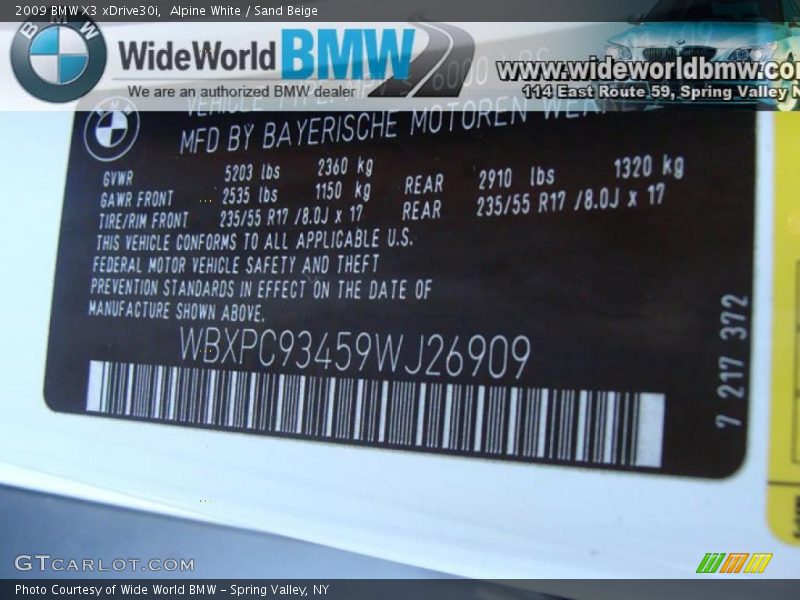 2009 BMW X3 xDrive30i, Alpine White / Sand Beige
BMW
WideWorld BMW
We are an authorized BMW dealer
www.wideworldbmw.co
114 East Route 59, Spring Valley N
MFD BY BAYERISCHE MOTOREN
GVWR 5203 lbs 2360 kg
GAWR FRONT 2535 lbs 1150 kg REAR 2910 lbs 1320 kg
TIRE/RIM FRONT 235/55 R17 /8.0J x 17 REAR 235/55 R17 /8.0J x 17
THIS VEHICLE CONFORMS TO ALL APPLICABLE U.S.
FEDERAL MOTOR VEHICLE SAFETY AND THEFT
PREVENTION STANDARDS IN EFFECT ON THE DATE OF
MANUFACTURE SHOWN ABOVE.
WBXPC93459WJ26909
7 217 372
GTCARLOT.COM
Photo Courtesy of Wide World BMW - Spring Valley, NY